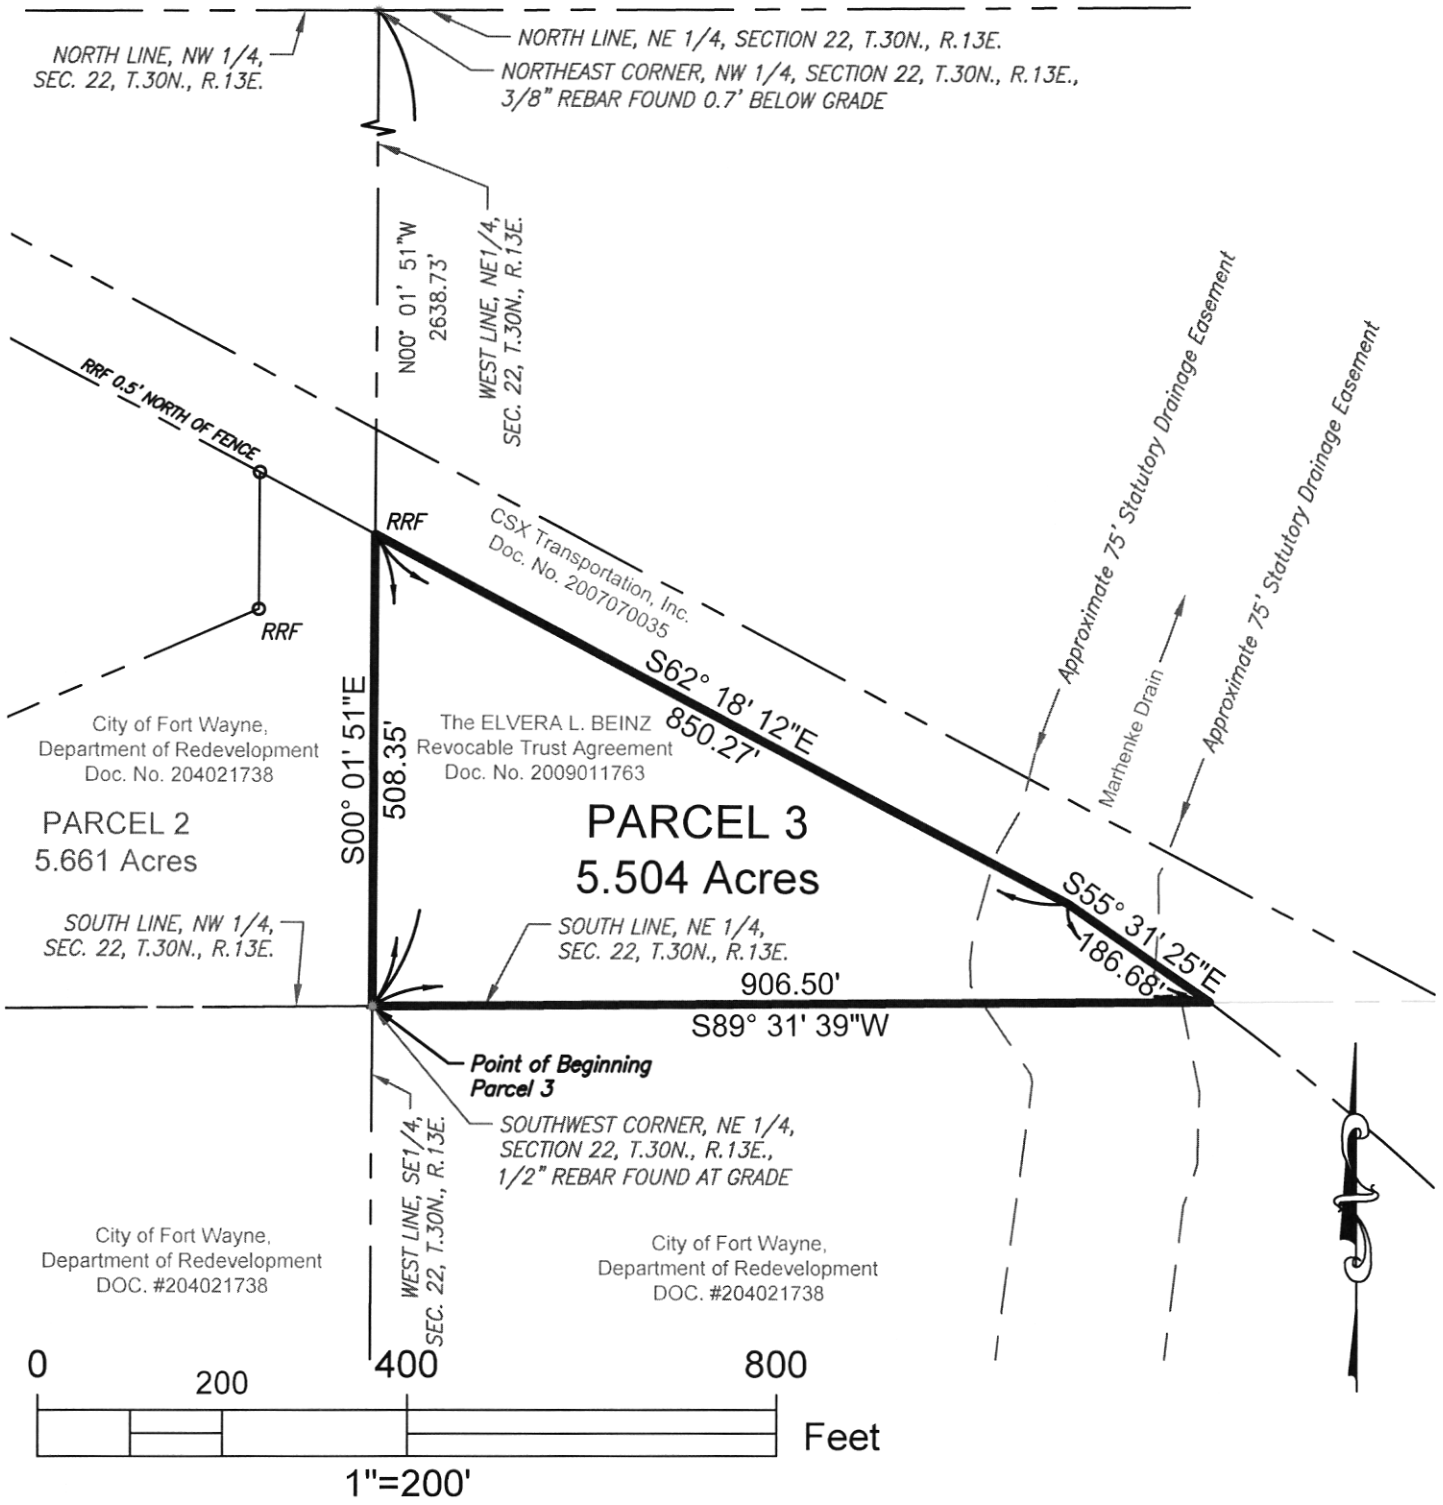 NORTH LINE, NW 1/4,
SEC. 22, T.30N., R.13E.
NORTH LINE, NE 1/4, SECTION 22, T.30N., R.13E.
NORTHEAST CORNER, NW 1/4, SECTION 22, T.30N., R.13E.,
3/8" REBAR FOUND 0.7' BELOW GRADE
N00° 01' 51"W
2638.73'
WEST LINE, NE1/4,
SEC. 22, T.30N., R.13E.
RRF 0.5' NORTH OF FENCE
RRF
RRF
CSX Transportation, Inc.
Doc. No. 2007070035
Approximate 75' Statutory Drainage Easement
Approximate 75' Statutory Drainage Easement
Marhenke Drain
S62° 18' 12"E
850.27'
S00° 01' 51"E
508.35'
City of Fort Wayne,
Department of Redevelopment
Doc. No. 204021738
The ELVERA L. BEINZ
Revocable Trust Agreement
Doc. No. 2009011763
PARCEL 2
5.661 Acres
PARCEL 3
5.504 Acres
S55° 31' 25"E
186.68'
SOUTH LINE, NW 1/4,
SEC. 22, T.30N., R.13E.
SOUTH LINE, NE 1/4,
SEC. 22, T.30N., R.13E.
906.50'
S89° 31' 39"W
Point of Beginning
Parcel 3
SOUTHWEST CORNER, NE 1/4,
SECTION 22, T.30N., R.13E.,
1/2" REBAR FOUND AT GRADE
WEST LINE, SE1/4,
SEC. 22, T.30N., R.13E.
City of Fort Wayne,
Department of Redevelopment
DOC. #204021738
City of Fort Wayne,
Department of Redevelopment
DOC. #204021738
0
200
400
800
Feet
1"=200'